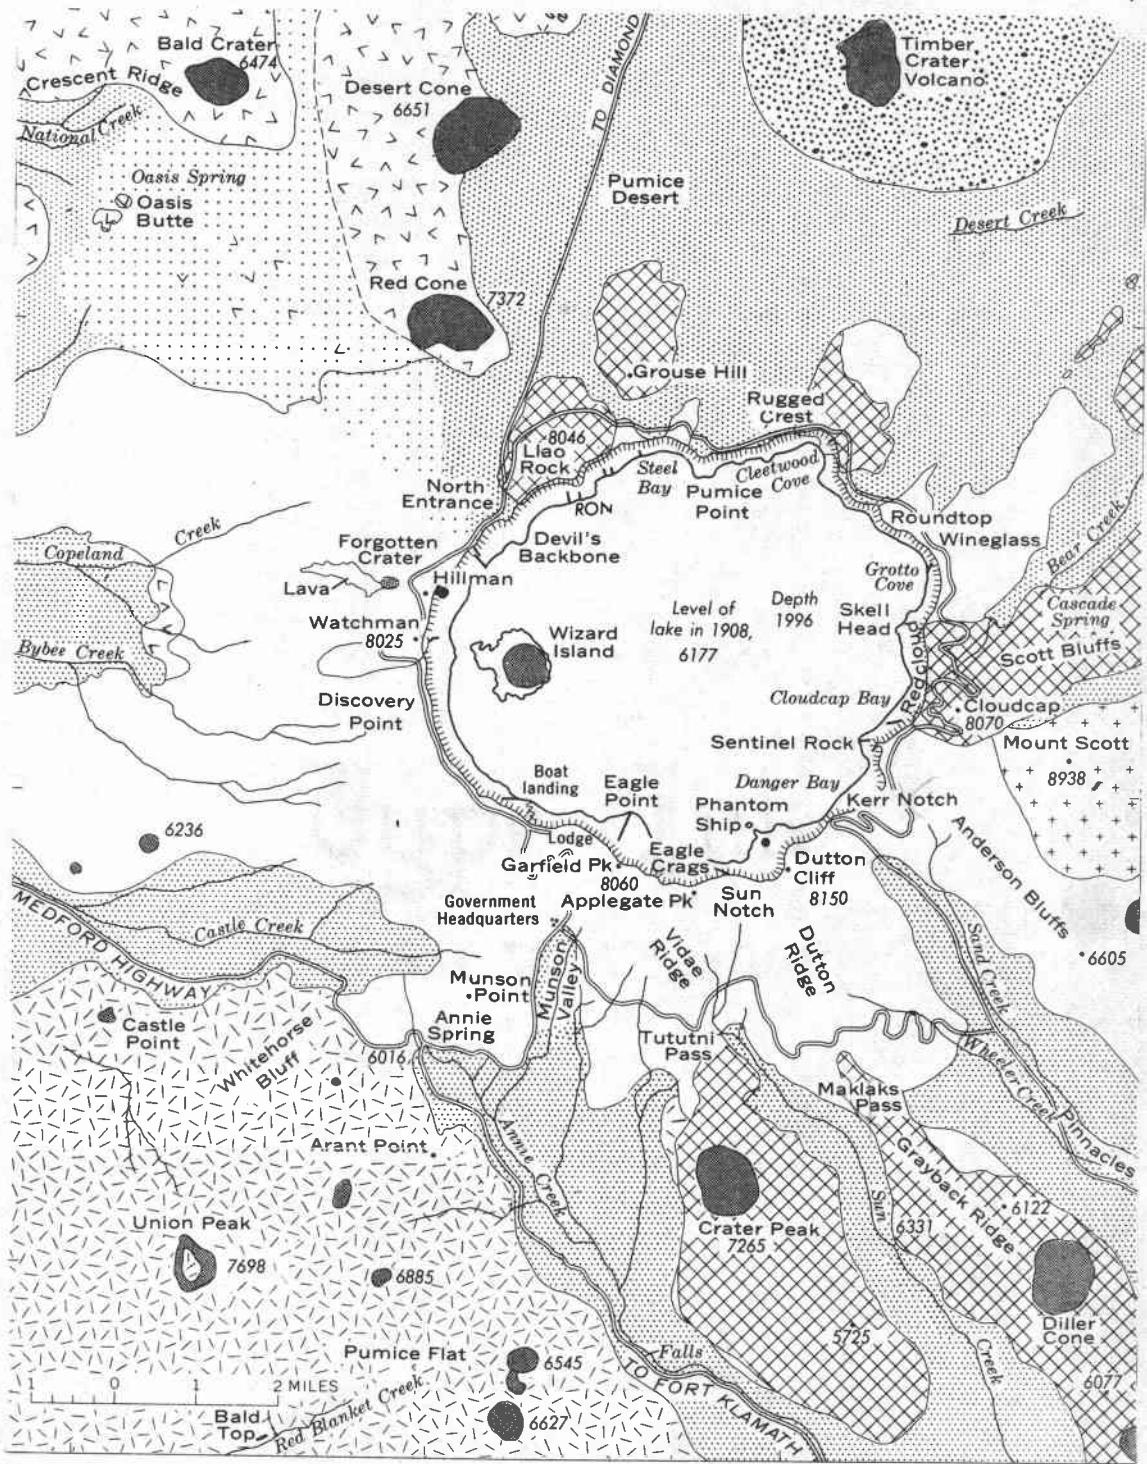 Bald Crater
6474
Crescent Ridge
National Creek
Oasis Spring
Oasis
Butte
Desert Cone
6651
TO DIAMOND
Timber
Crater
Volcano
Pumice
Desert
Desert Creek
Red Cone
7372
Grouse Hill
Rugged
Crest
8046
Llao
Rock
Steel
Bay
Cleetwood
Cove
Pumice
Point
North
Entrance
RON
Roundtop
Wineglass
Devil's
Backbone
Copeland
Creek
Forgotten
Crater
Lava
Hillman
Grotto
Cove
Bear Creek
Watchman
8025
Wizard
Island
Level of
lake in 1908,
6177
Depth
1996
Skell
Head
Cascade
Spring
Scott Bluffs
Bybee Creek
Redcloud
Discovery
Point
Cloudcap Bay
Cloudcap
8070
Sentinel Rock
Mount Scott
8938
Boat
landing
Eagle
Point
Danger Bay
Phantom
Ship
Kerr Notch
6236
Lodge
Garfield Pk
8060
Eagle
Crags
Dutton
Cliff
8150
Anderson Bluffs
Government
Headquarters
Applegate Pk
Sun
Notch
MEDFORD HIGHWAY
Castle Creek
Munson
Valley
Vidae
Ridge
Dutton
Ridge
Sand Creek
6605
Munson
Point
Annie
Spring
Castle
Point
Whitehorse
Bluff
6016
Tututni
Pass
Wheeler Creek
Maklaks
Pass
Pinnacles
Arant Point
Annie Creek
Grayback Ridge
Union Peak
7698
Crater Peak
7265
Sun
6331
6122
6885
Diller
Cone
5725
Pumice Flat
6545
Falls
Creek
6077
TO FORT KLAMATH
1 0 1 2 MILES
Bald
Top
Red Blanket Creek
6627